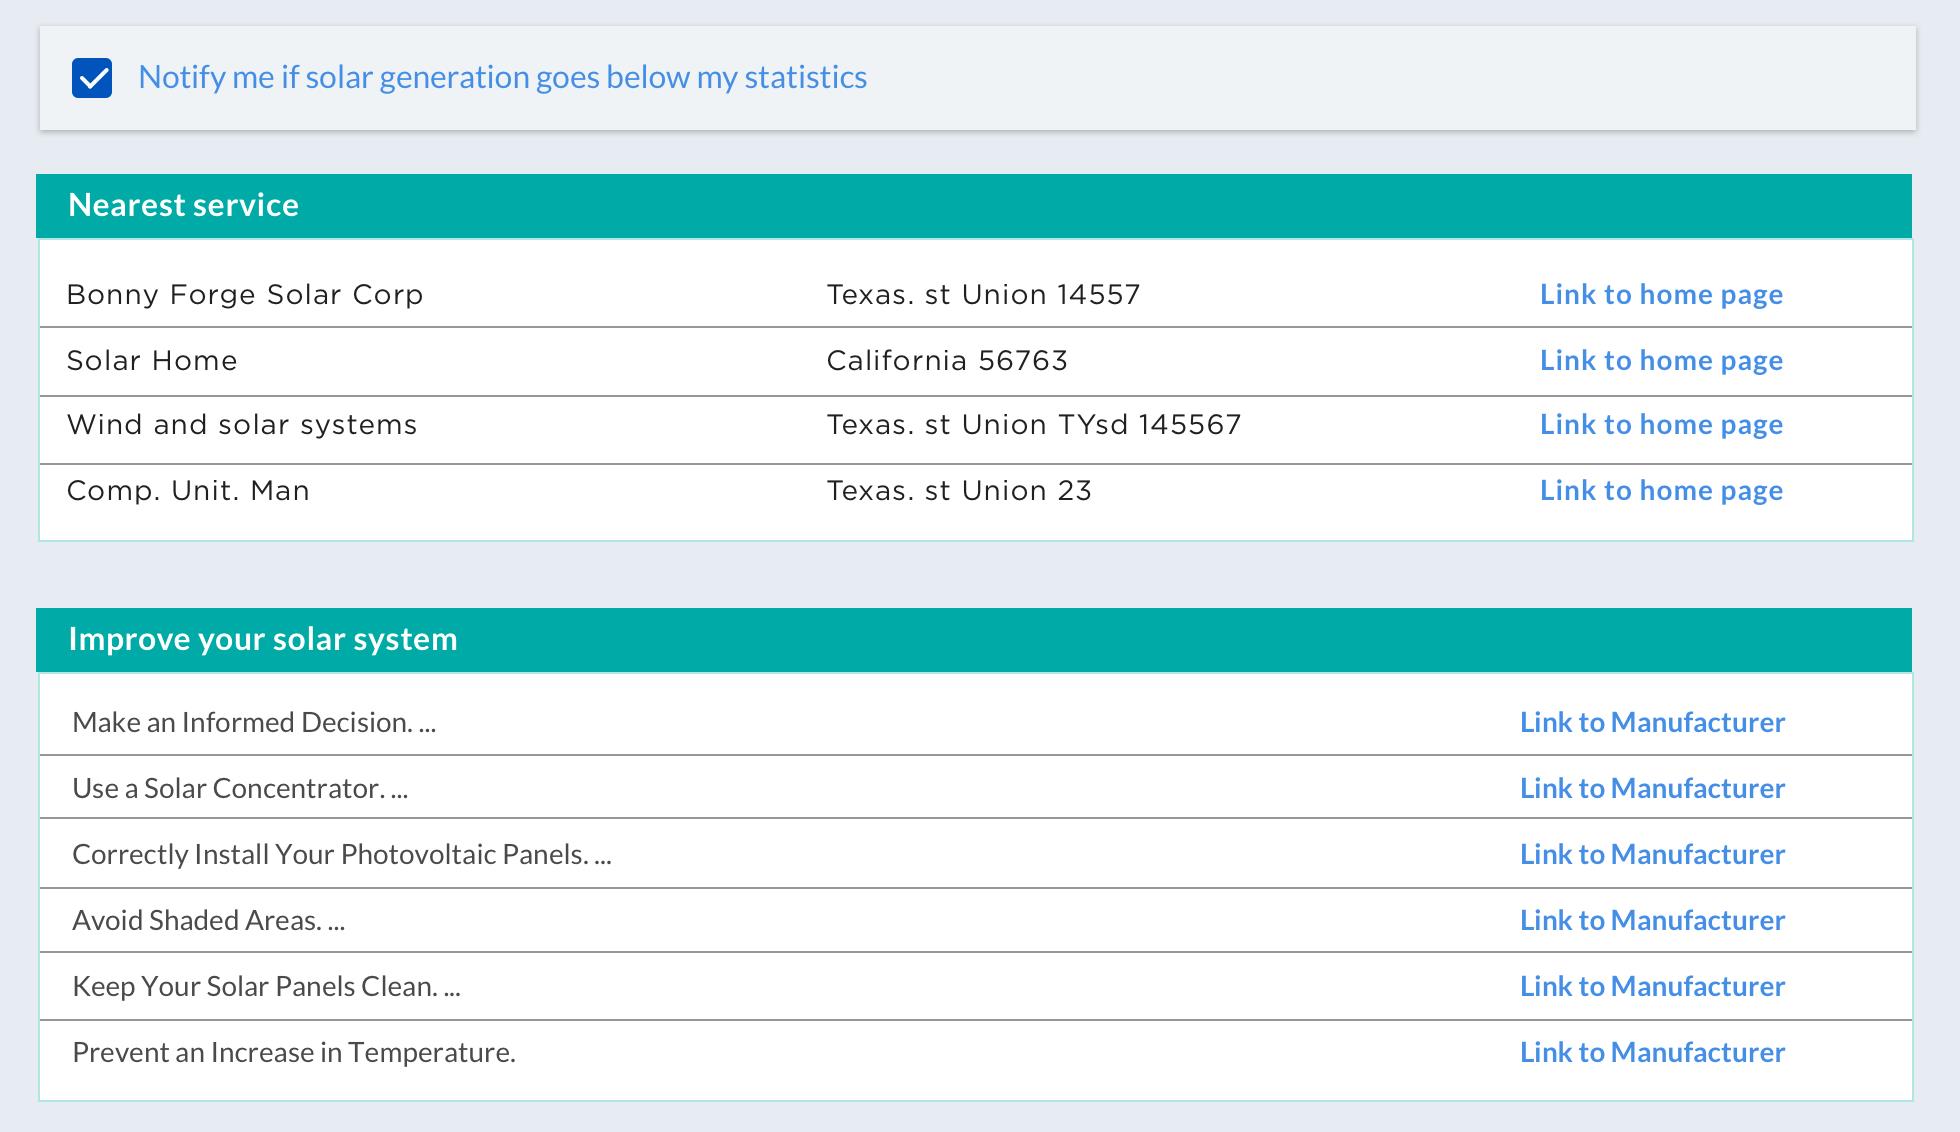 Notify me if solar generation goes below my statistics
Nearest service
Bonny Forge Solar Corp Texas. st Union 14557 Link to home page
Solar Home California 56763 Link to home page
Wind and solar systems Texas. st Union TYsd 145567 Link to home page
Comp. Unit. Man Texas. st Union 23 Link to home page
Improve your solar system
Make an Informed Decision. ... Link to Manufacturer
Use a Solar Concentrator. ... Link to Manufacturer
Correctly Install Your Photovoltaic Panels. ... Link to Manufacturer
Avoid Shaded Areas. ... Link to Manufacturer
Keep Your Solar Panels Clean. ... Link to Manufacturer
Prevent an Increase in Temperature. Link to Manufacturer